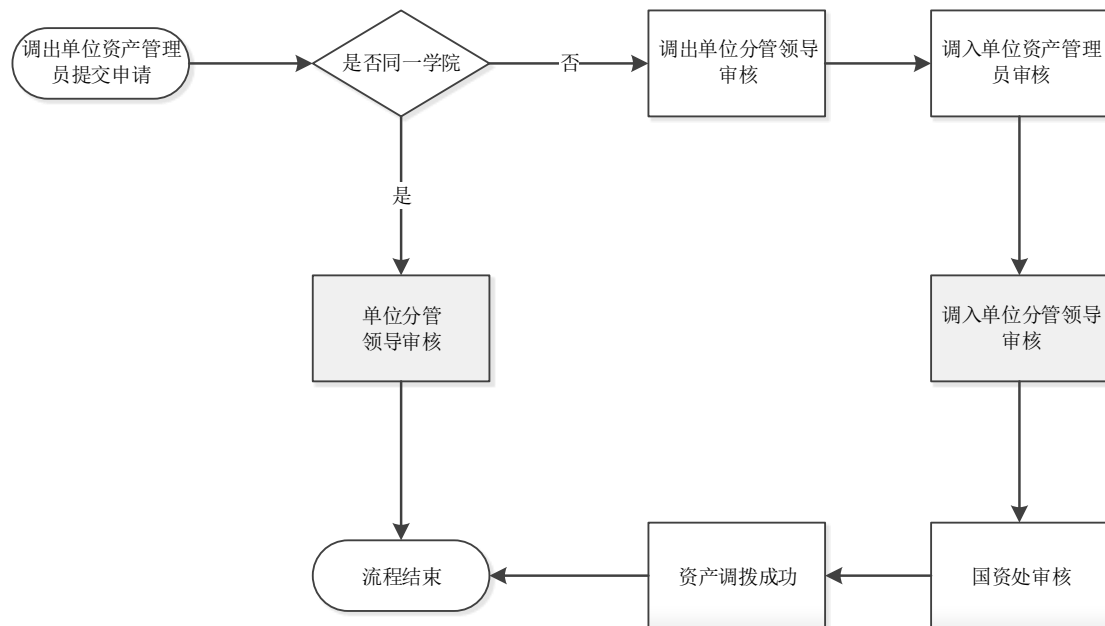 调出单位资产管理
员提交申请
是否同一学院
否
调出单位分管领导
审核
调入单位资产管理
员审核
是
单位分管
领导审核
调入单位分管领导
审核
流程结束
资产调拨成功
国资处审核